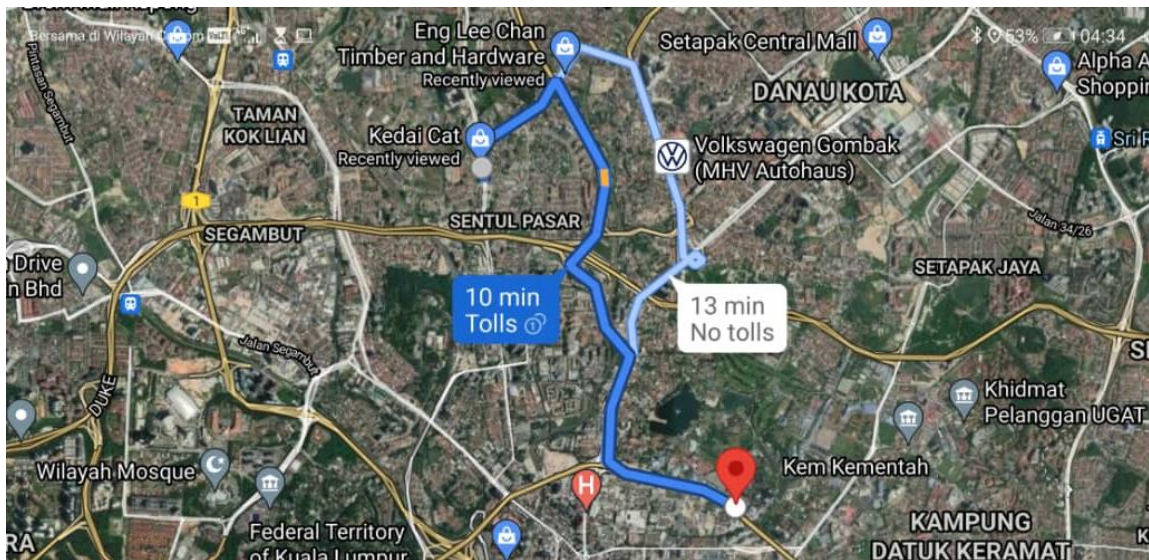 Bersama di Wilayah
53%
04:34
Pintasan Segambut
Eng Lee Chan
Timber and Hardware
Recently viewed
Setapak Central Mall
Alpha A
Shoppin
TAMAN
KOK LIAN
DANAU KOTA
Kedai Cat
Recently viewed
Volkswagen Gombak
(MHV Autohaus)
Sri R
1
SENTUL PASAR
SEGAMBUT
Jalan 34/26
Drive
n Bhd
SETAPAK JAYA
10 min
Tolls
13 min
No tolls
Jalan Segambut
DUKE
Khidmat
Pelanggan UGAT
Wilayah Mosque
H
Kem Kementah
Federal Territory
of Kuala Lumpur
KAMPUNG
DATUK KERAMAT
RA